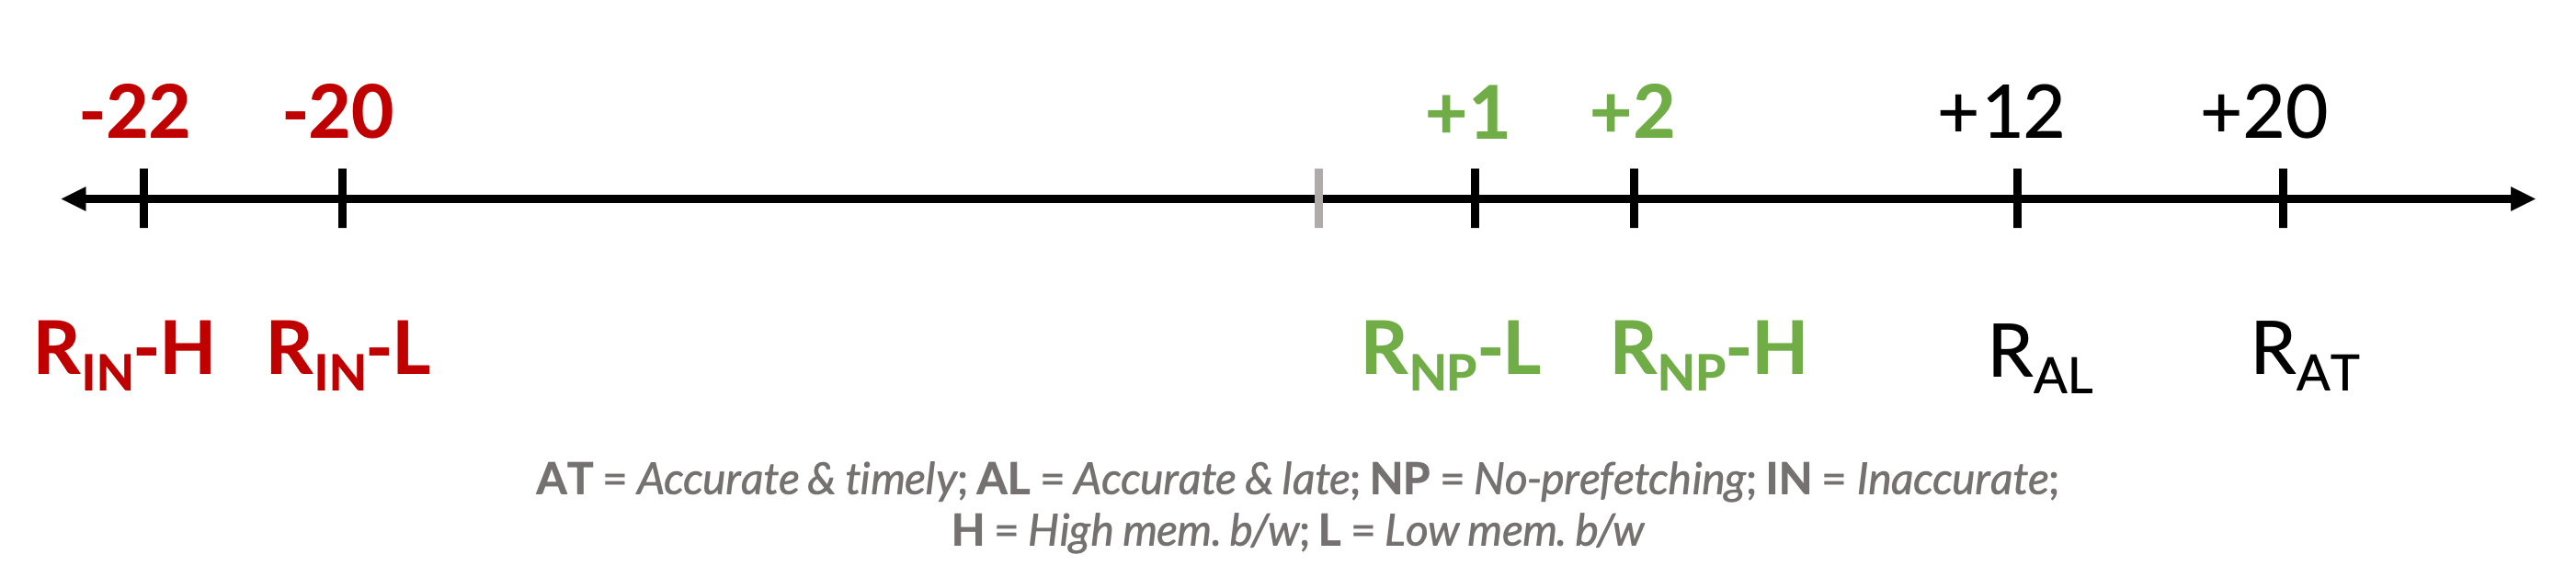 -22 -20 +1 +2 +12 +20
RIN-H RIN-L RNP-L RNP-H RAL RAT
AT = Accurate & timely; AL = Accurate & late; NP = No-prefetching; IN = Inaccurate;
H = High mem. b/w; L = Low mem. b/w